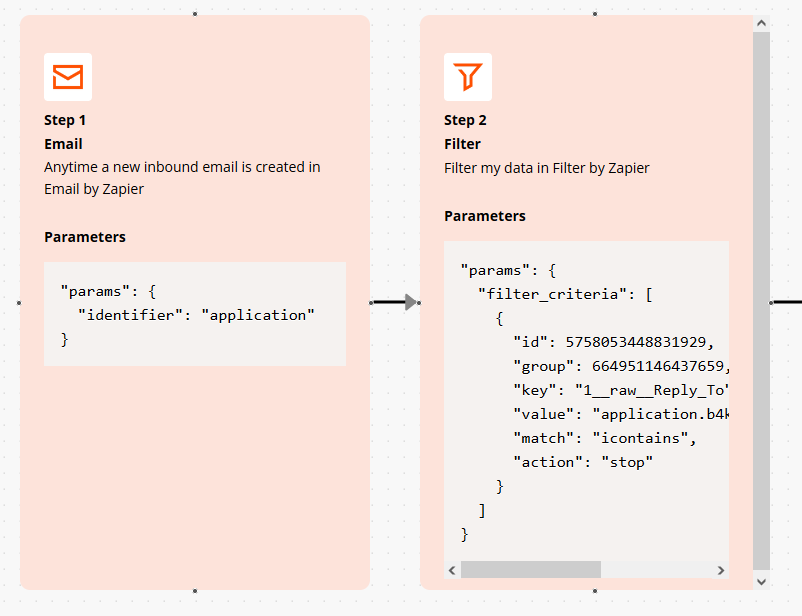 Step 1
Email
Anytime a new inbound email is created in
Email by Zapier
Parameters
"params": {
"identifier": "application"
}
Step 2
Filter
Filter my data in Filter by Zapier
Parameters
"params": {
"filter_criteria": [
{
"id": 5758053448831929,
"group": 664951146437659,
"key": "1__raw__Reply_To"
"value": "application.b4k
"match": "icontains",
"action": "stop"
}
]
}